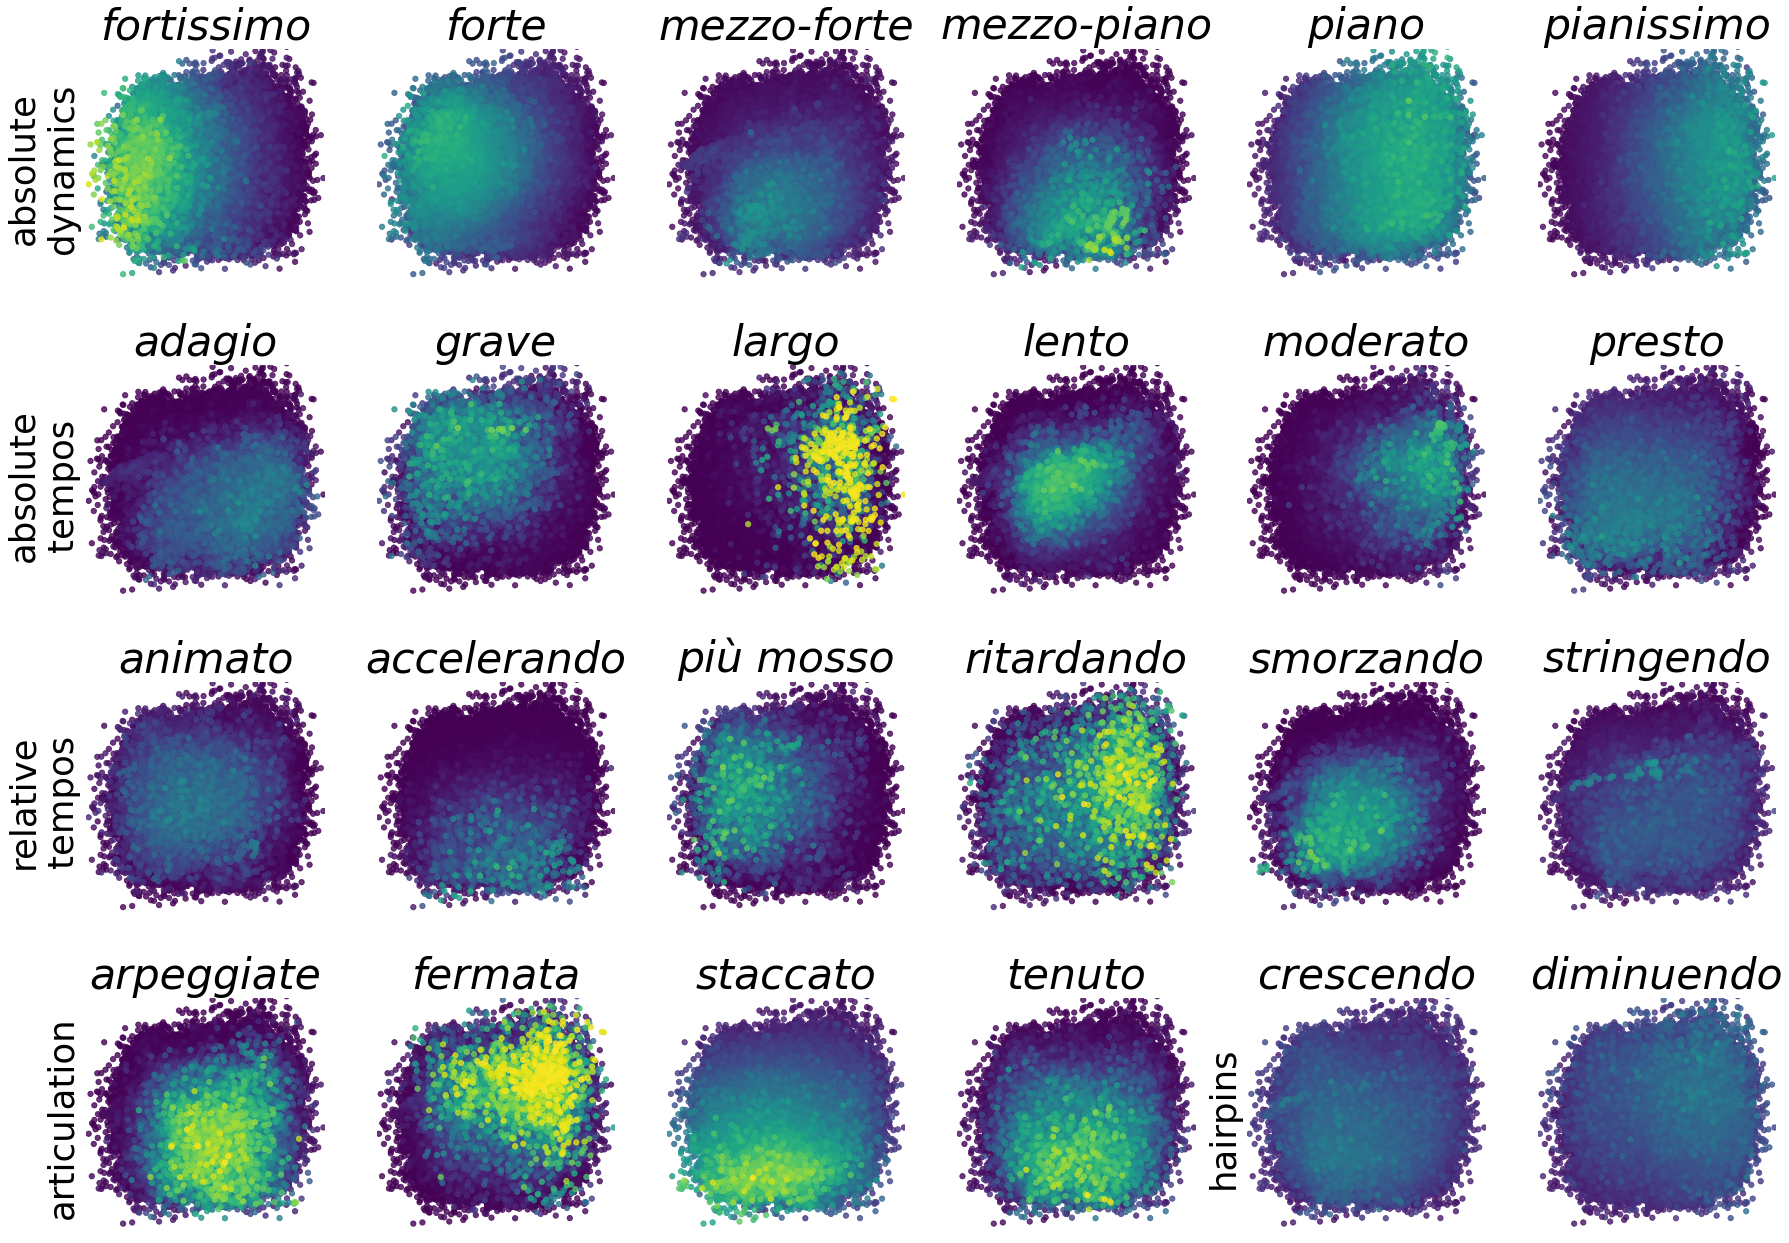 fortissimo forte mezzo-forte mezzo-piano piano pianissimo
absolute
dynamics
adagio grave largo lento moderato presto
absolute
tempos
animato accelerando più mosso ritardando smorzando stringendo
relative
tempos
arpeggiate fermata staccato tenuto crescendo diminuendo
articulation
hairpins